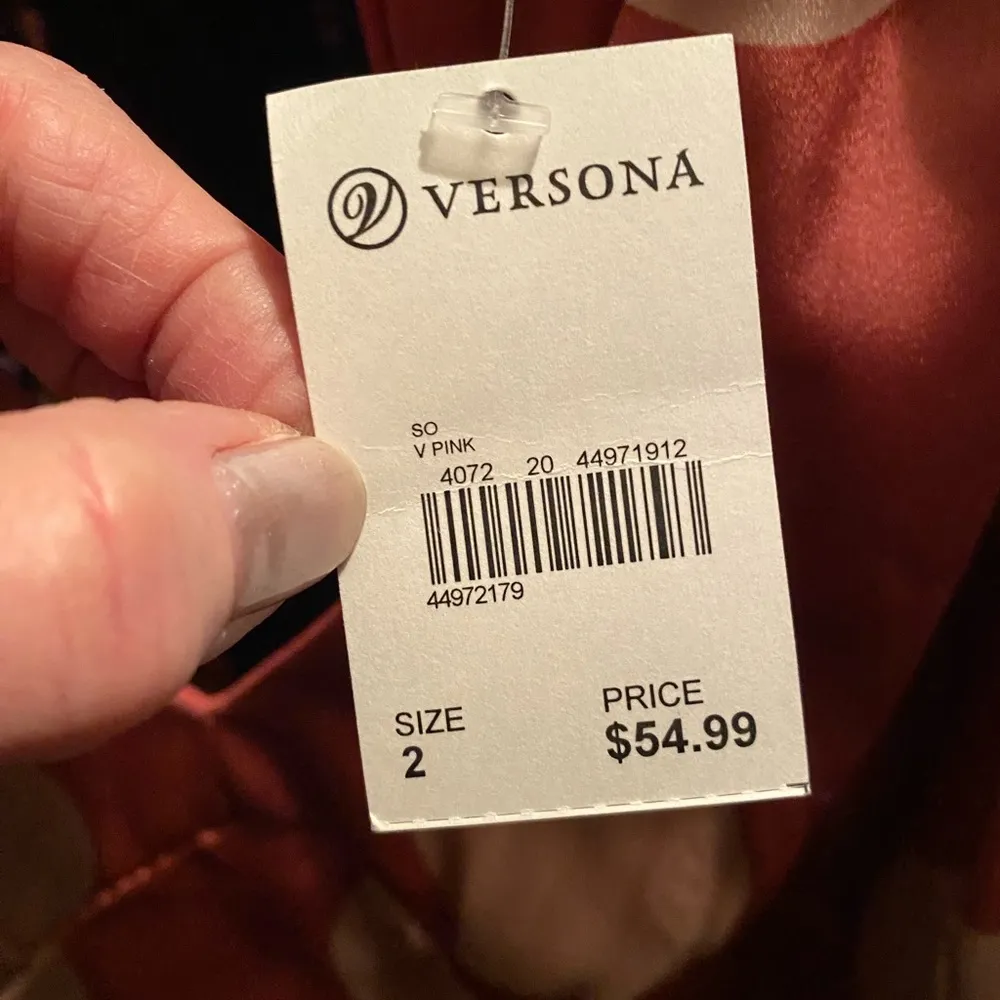 VERSONA
SO
V PINK
4072 20 44971912
44972179
SIZE
2
PRICE
$54.99